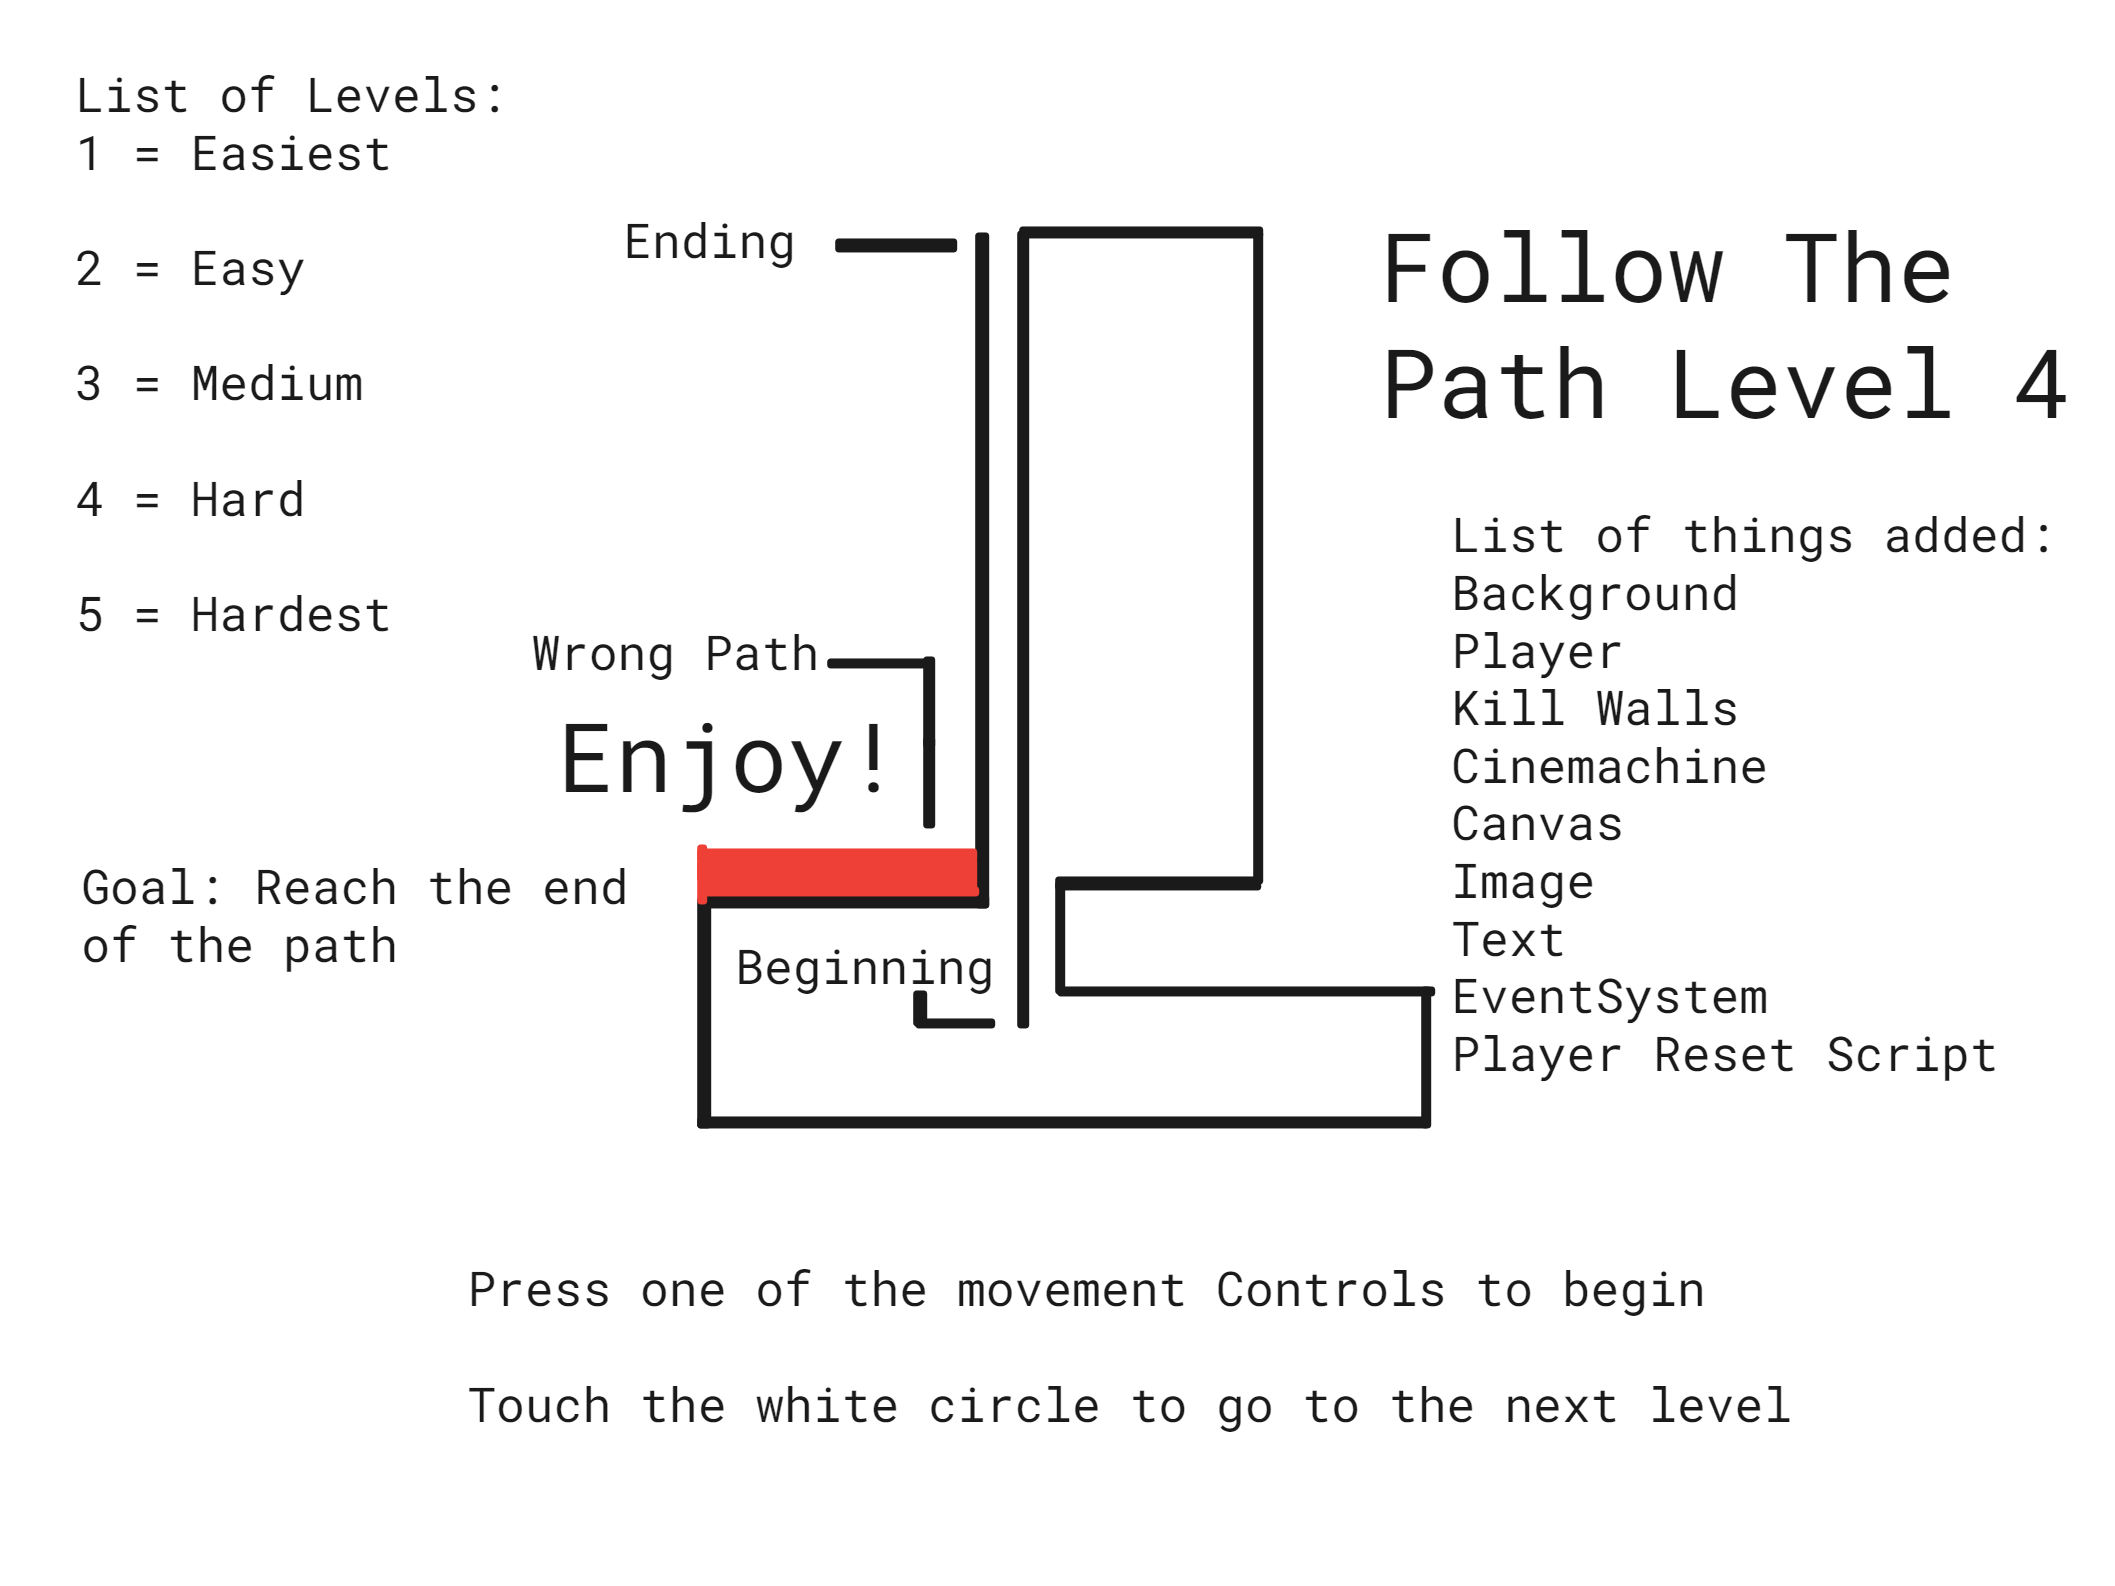 List of Levels:
1 = Easiest
2 = Easy
3 = Medium
4 = Hard
5 = Hardest
Ending
Follow The
Path Level 4
Wrong Path
Enjoy!
Goal: Reach the end
of the path
Beginning
List of things added:
Background
Player
Kill Walls
Cinemachine
Canvas
Image
Text
EventSystem
Player Reset Script
Press one of the movement Controls to begin
Touch the white circle to go to the next level